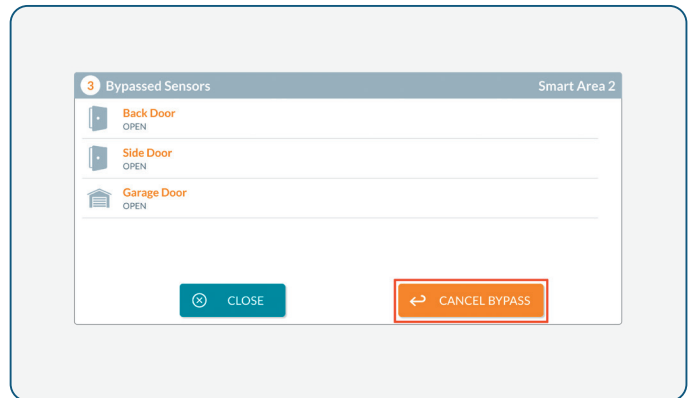 3 Bypassed Sensors Smart Area 2
Back Door
OPEN
Side Door
OPEN
Garage Door
OPEN
CLOSE CANCEL BYPASS